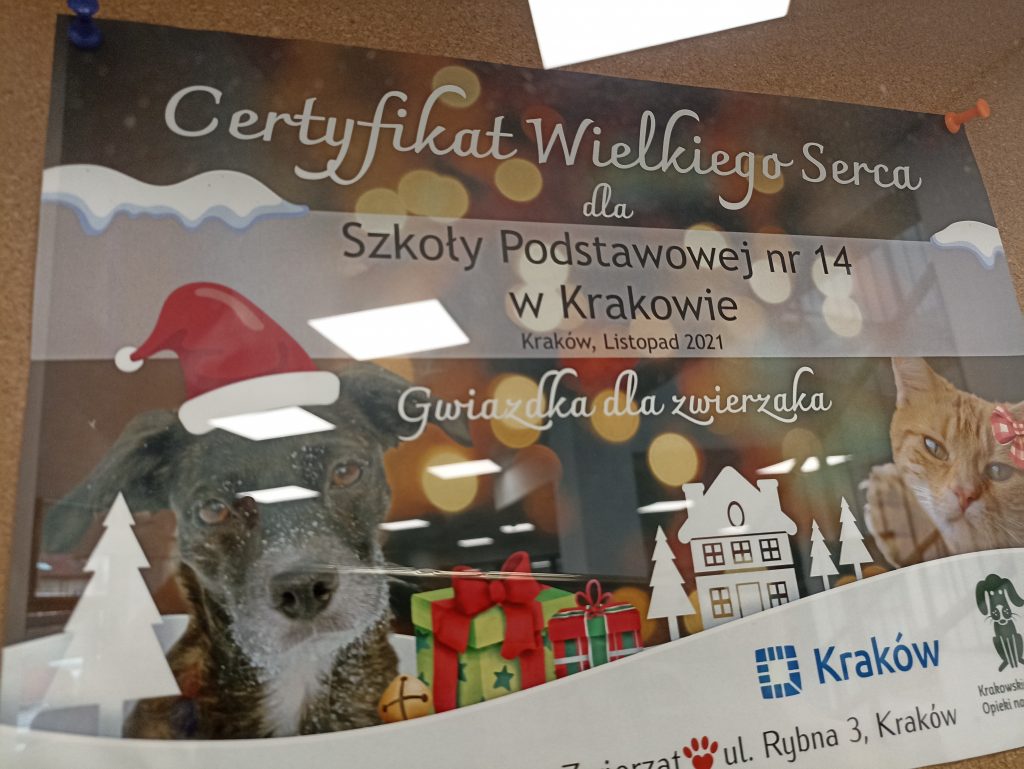 Certyfikat Wielkiego Serca
dla
Szkoły Podstawowej nr 14
w Krakowie
Kraków, Listopad 2021
Gwiazdka dla zwierzaka
Kraków
Opieki
ul. Rybna 3, Kraków